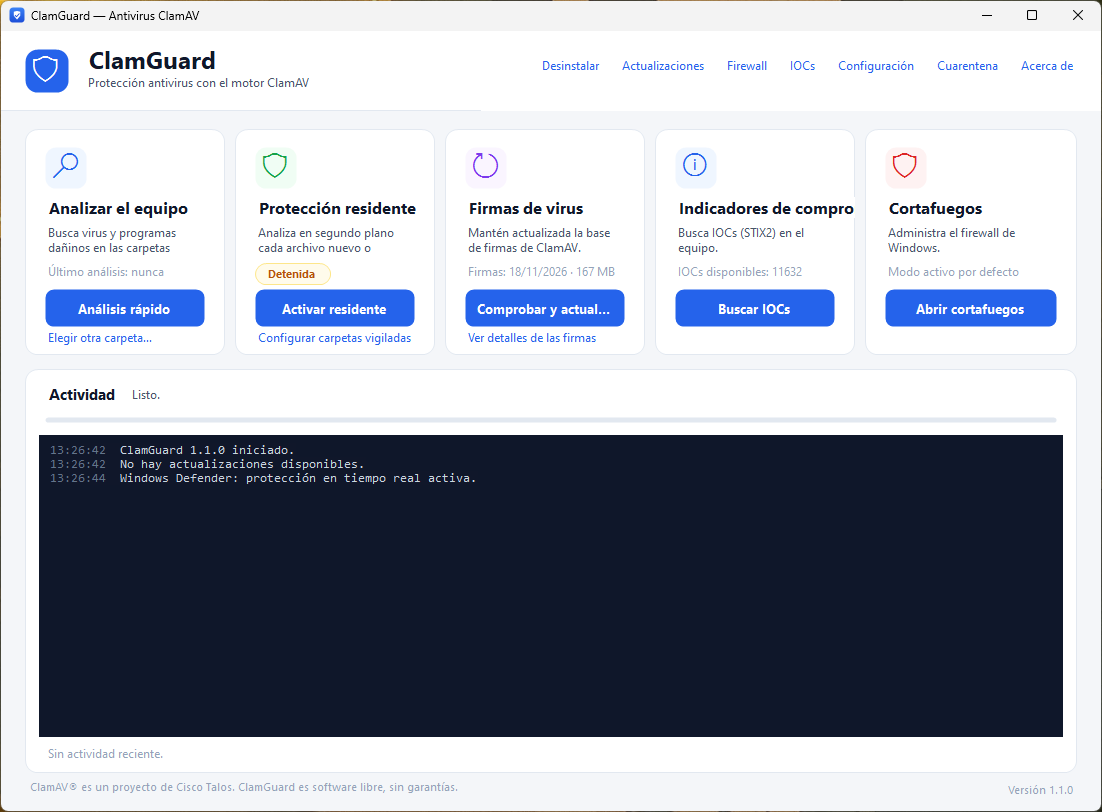 ClamGuard — Antivirus ClamAV
ClamGuard
Protección antivirus con el motor ClamAV
Desinstalar
Actualizaciones
Firewall
IOCs
Configuración
Cuarentena
Acerca de
Analizar el equipo
Busca virus y programas
dañinos en las carpetas
Último análisis: nunca
Análisis rápido
Elegir otra carpeta...
Protección residente
Analiza en segundo plano
cada archivo nuevo o
Detenida
Activar residente
Configurar carpetas vigiladas
Firmas de virus
Mantén actualizada la base
de firmas de ClamAV.
Firmas: 18/11/2026 · 167 MB
Comprobar y actual...
Ver detalles de las firmas
Indicadores de compro
Busca IOCs (STIX2) en el
equipo.
IOCs disponibles: 11632
Buscar IOCs
Cortafuegos
Administra el firewall de
Windows.
Modo activo por defecto
Abrir cortafuegos
Actividad Listo.
13:26:42 ClamGuard 1.1.0 iniciado.
13:26:42 No hay actualizaciones disponibles.
13:26:44 Windows Defender: protección en tiempo real activa.
Sin actividad reciente.
ClamAV® es un proyecto de Cisco Talos. ClamGuard es software libre, sin garantías.
Versión 1.1.0